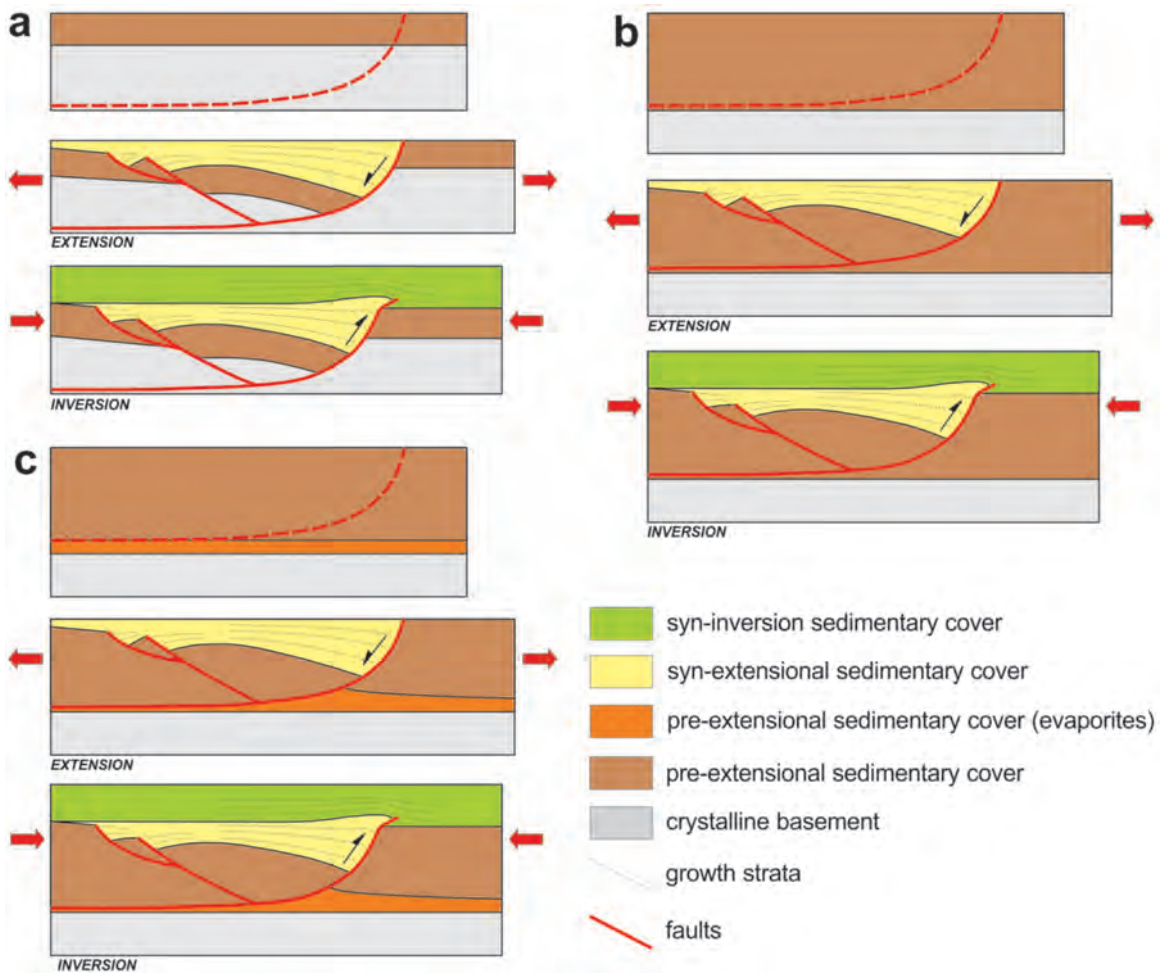 a
EXTENSION
INVERSION
b
EXTENSION
INVERSION
c
EXTENSION
INVERSION
syn-inversion sedimentary cover
syn-extensional sedimentary cover
pre-extensional sedimentary cover (evaporites)
pre-extensional sedimentary cover
crystalline basement
growth strata
faults